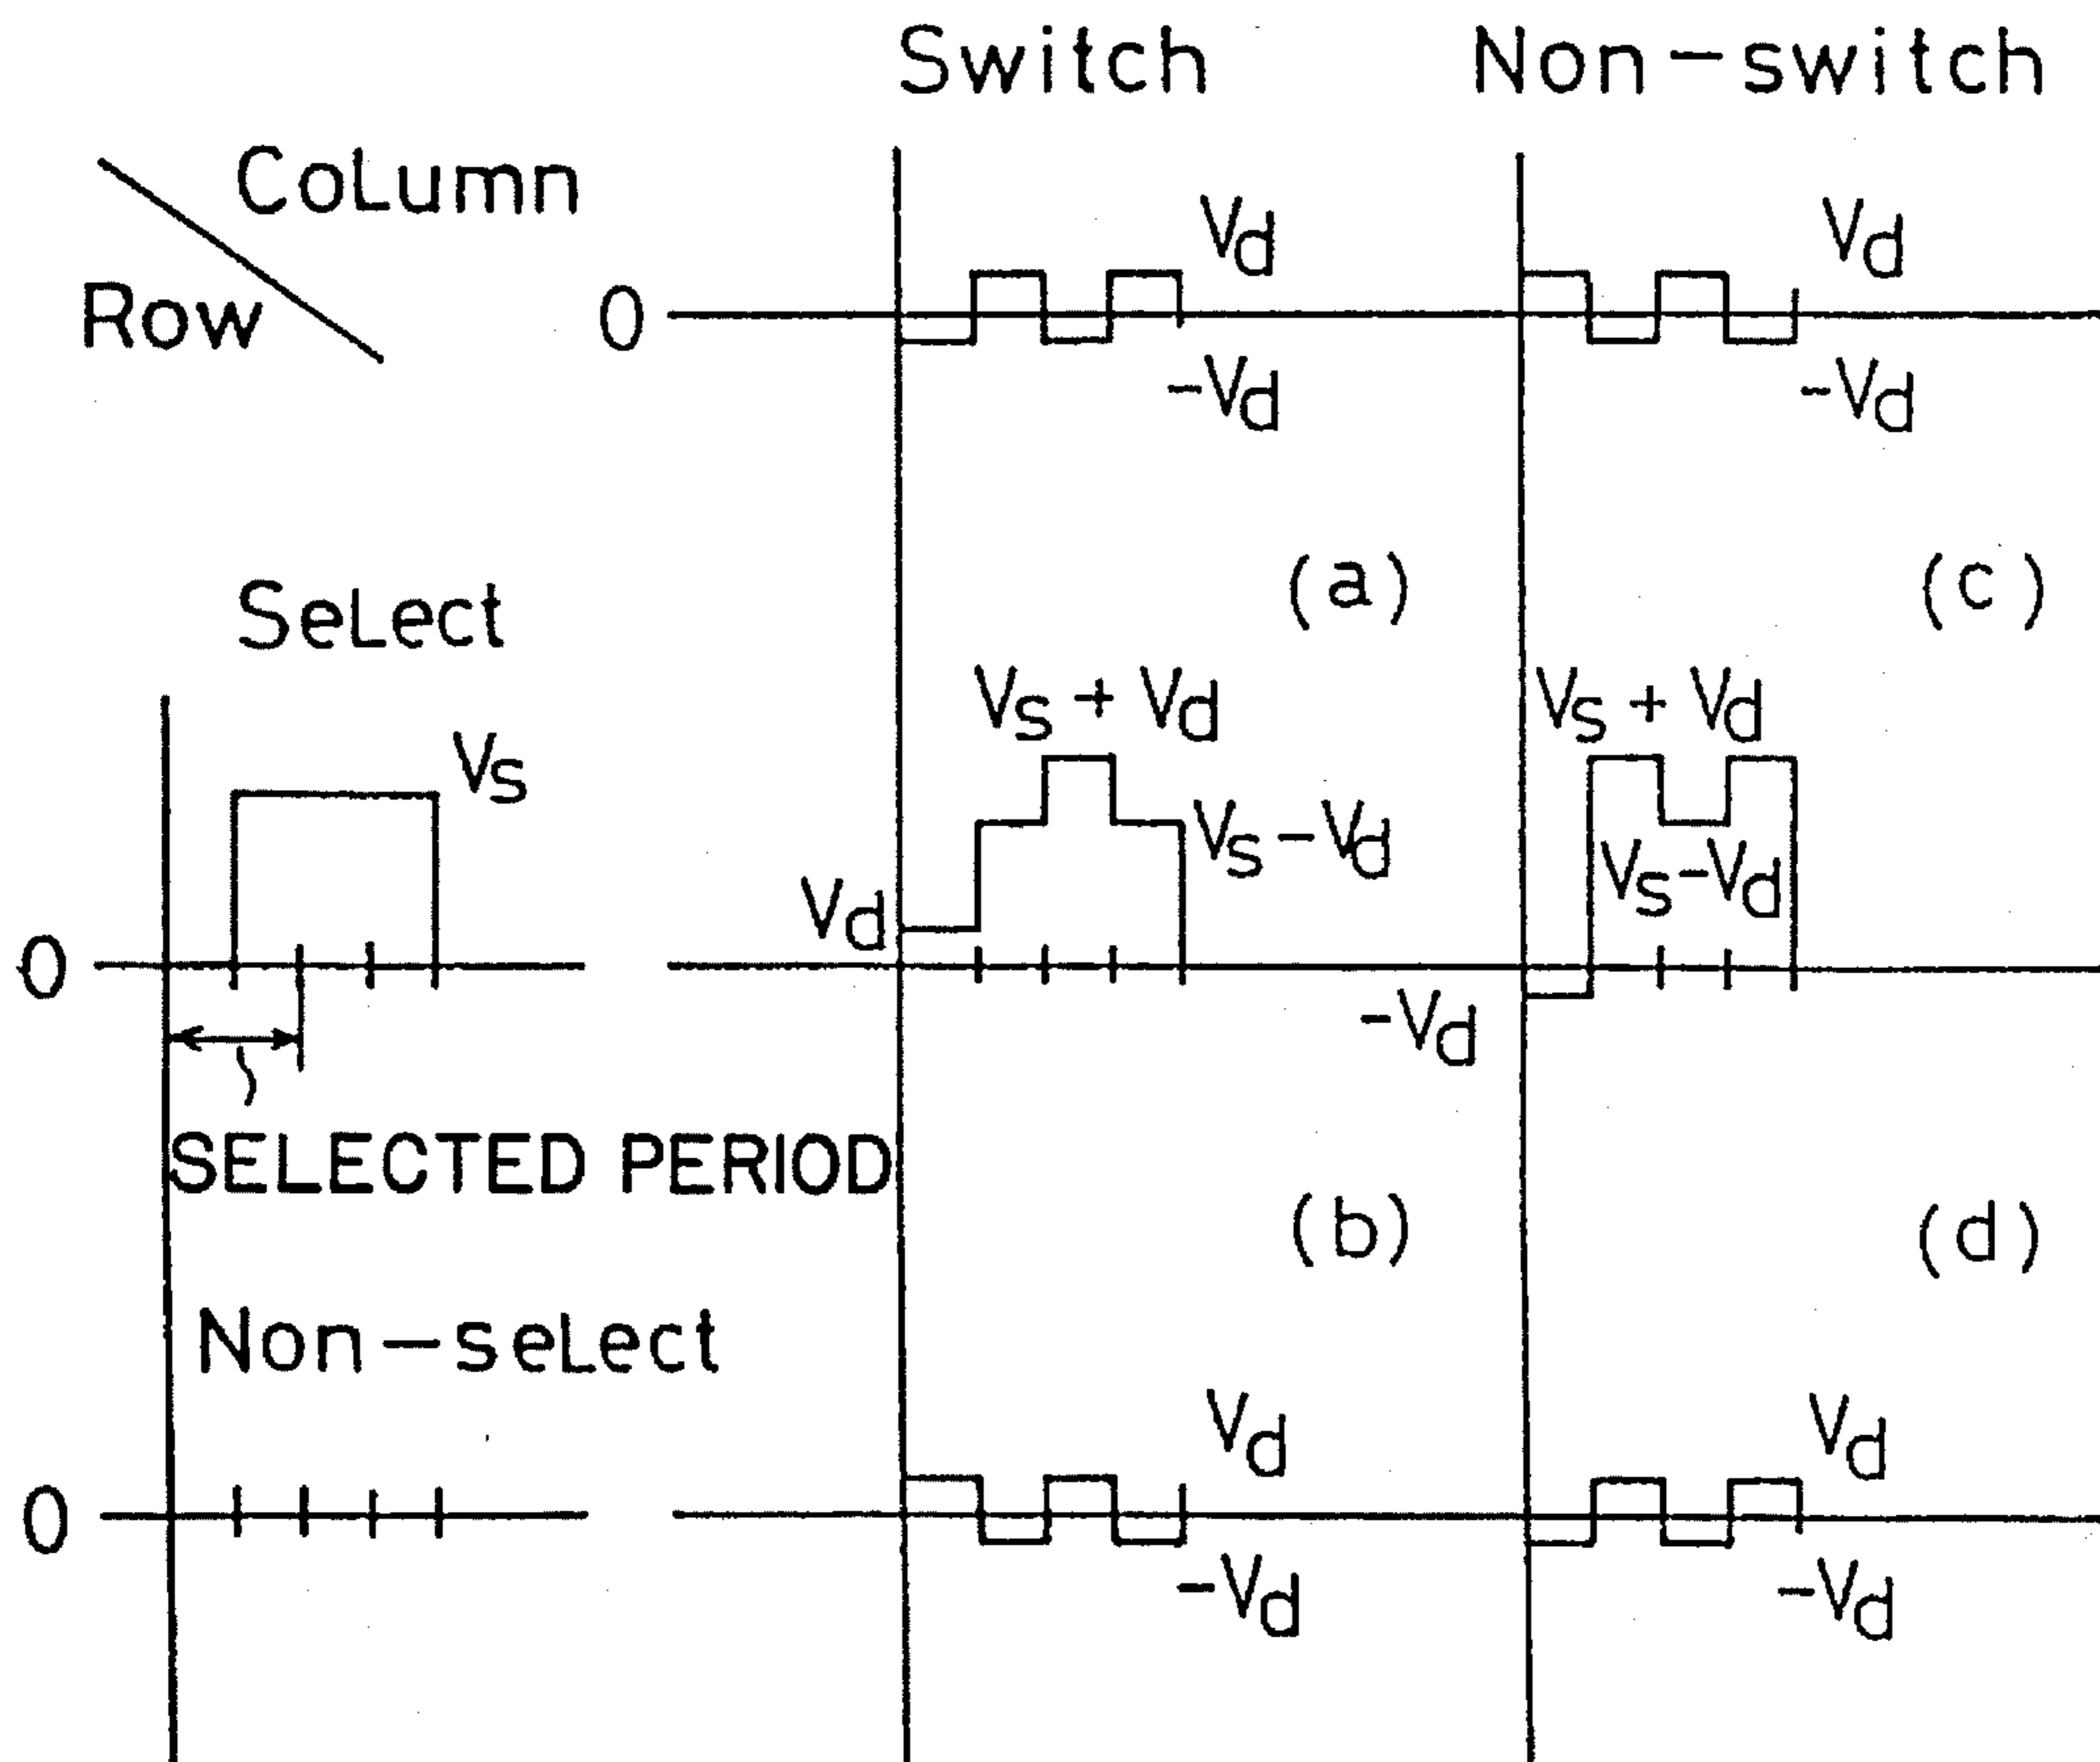 Switch Non-switch
Column
Row
0
Vd Vd
-Vd -Vd
(a) (c)
Select
Vs + Vd Vs + Vd
Vs
Vs - Vd
Vs - Vd
Vd
0
-Vd
SELECTED PERIOD
(b) (d)
Non-select
Vd Vd
0
-Vd -Vd